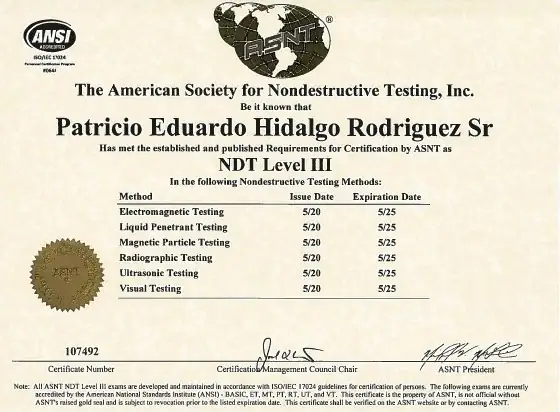 ANSI
ACCREDITED
ISO/IEC 17024
Personnel Certification Program
#0641
ASNT
®
The American Society for Nondestructive Testing, Inc.
Be it known that
Patricio Eduardo Hidalgo Rodriguez Sr
Has met the established and published Requirements for Certification by ASNT as
NDT Level III
In the following Nondestructive Testing Methods:
Method Issue Date Expiration Date
Electromagnetic Testing 5/20 5/25
Liquid Penetrant Testing 5/20 5/25
Magnetic Particle Testing 5/20 5/25
Radiographic Testing 5/20 5/25
Ultrasonic Testing 5/20 5/25
Visual Testing 5/20 5/25
ASNT
107492
Certificate Number Certification Management Council Chair ASNT President
Note: All ASNT NDT Level III exams are developed and maintained in accordance with ISO/IEC 17024 guidelines for certification of persons. The following exams are currently
accredited by the American National Standards Institute (ANSI) - BASIC, ET, MT, PT, RT, UT, and VT. This certificate is the property of ASNT, is not official without
ASNT's raised gold seal and is subject to revocation prior to the listed expiration date. This certificate shall be verified on the ASNT website or by contacting ASNT.